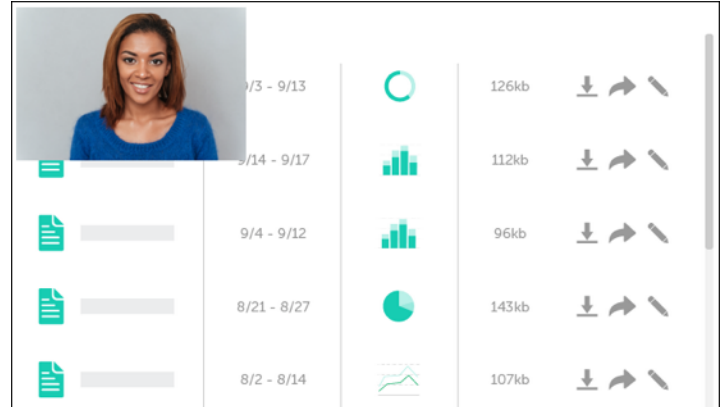 /3 - 9/13 126kb
9/14 - 9/17 112kb
9/4 - 9/12 96kb
8/21 - 8/27 143kb
8/2 - 8/14 107kb